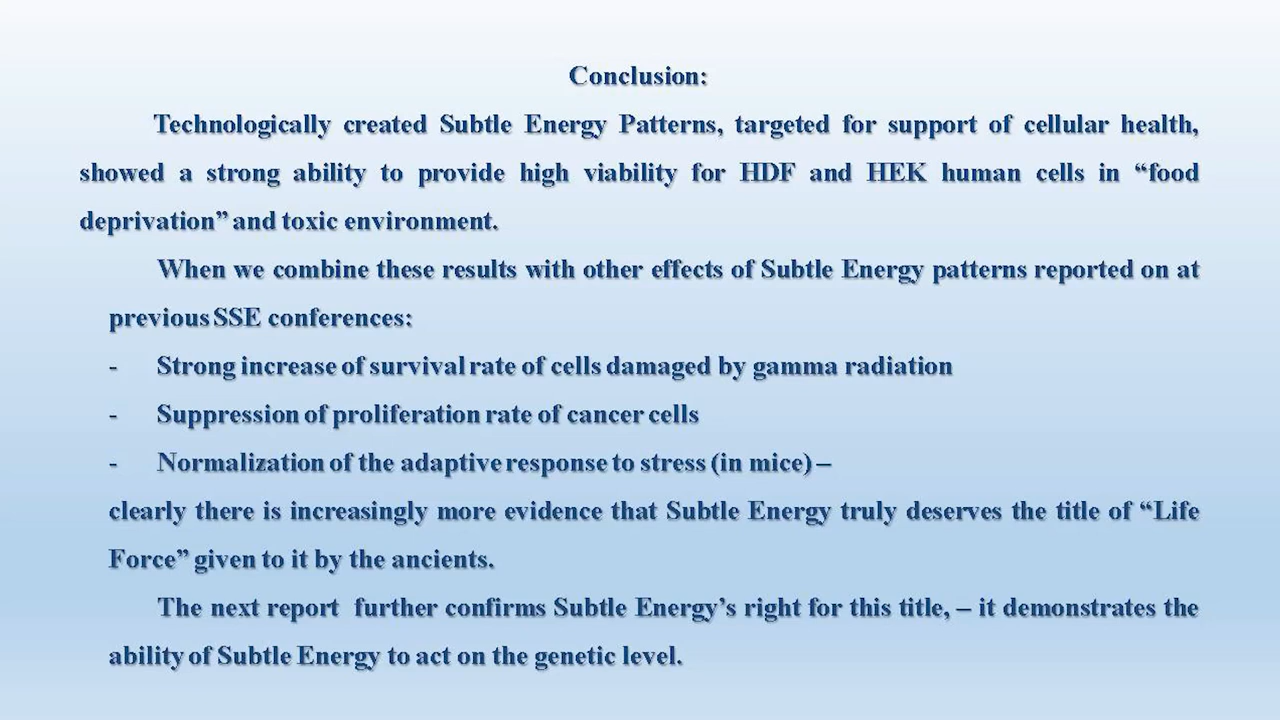 Conclusion:
Technologically created Subtle Energy Patterns, targeted for support of cellular health,
showed a strong ability to provide high viability for HDF and HEK human cells in “food
deprivation” and toxic environment.
When we combine these results with other effects of Subtle Energy patterns reported on at
previous SSE conferences:
- Strong increase of survival rate of cells damaged by gamma radiation
- Suppression of proliferation rate of cancer cells
- Normalization of the adaptive response to stress (in mice) –
clearly there is increasingly more evidence that Subtle Energy truly deserves the title of “Life
Force” given to it by the ancients.
The next report further confirms Subtle Energy’s right for this title, – it demonstrates the
ability of Subtle Energy to act on the genetic level.